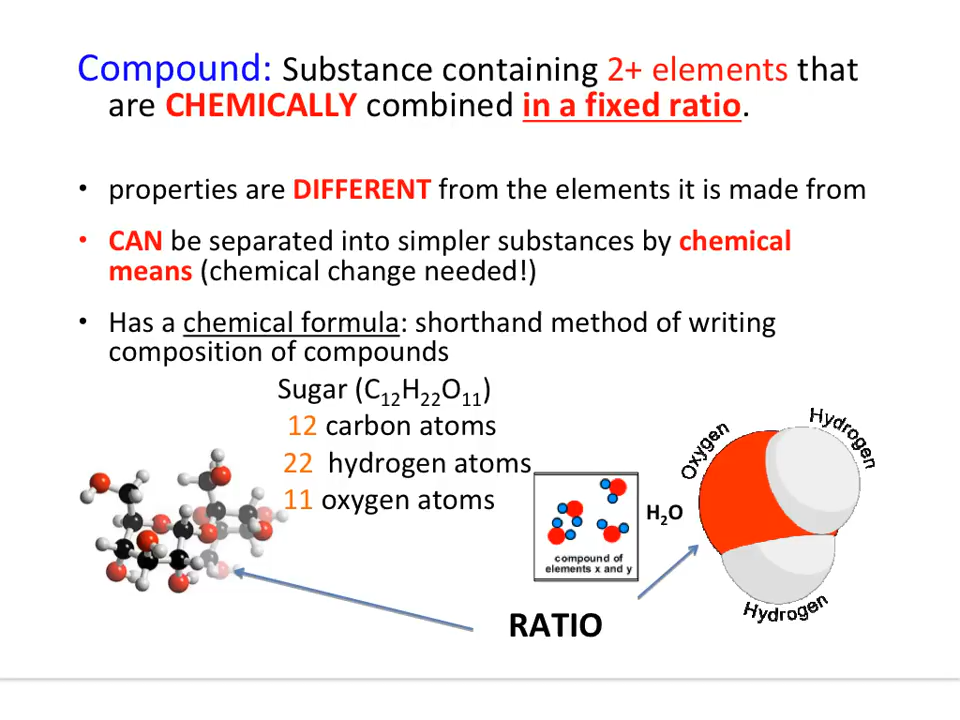 Compound: Substance containing 2+ elements that
are CHEMICALLY combined in a fixed ratio.
• properties are DIFFERENT from the elements it is made from
• CAN be separated into simpler substances by chemical
means (chemical change needed!)
• Has a chemical formula: shorthand method of writing
composition of compounds
Sugar (C₁₂H₂₂O₁₁)
12 carbon atoms
22 hydrogen atoms
11 oxygen atoms
compound of
elements x and y
H₂O
Oxygen
Hydrogen
Hydrogen
RATIO